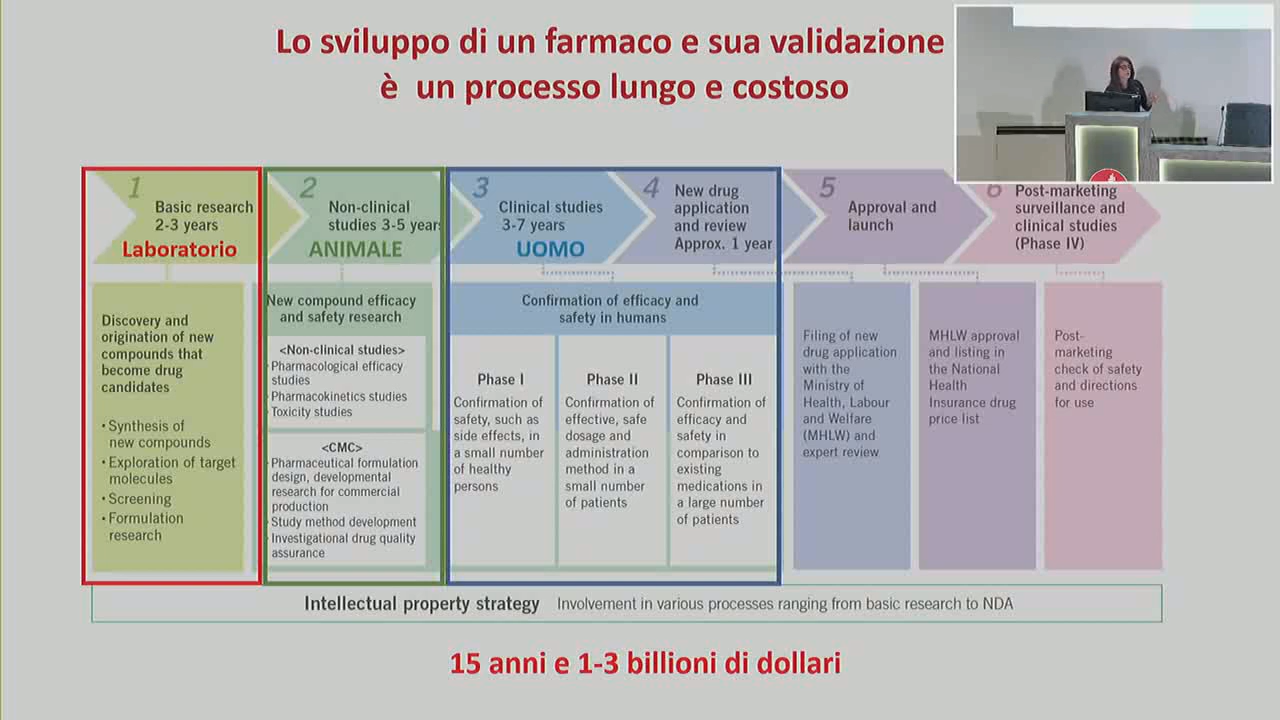 Lo sviluppo di un farmaco e sua validazione
è un processo lungo e costoso
1
Basic research
2-3 years
Laboratorio
2
Non-clinical
studies 3-5 years
ANIMALE
3
Clinical studies
3-7 years
UOMO
4
New drug
application
and review
Approx. 1 year
5
Approval and
launch
6
Post-marketing
surveillance and
clinical studies
(Phase IV)
Discovery and
origination of new
compounds that
become drug
candidates
• Synthesis of
new compounds
• Exploration of target
molecules
• Screening
• Formulation
research
New compound efficacy
and safety research
<Non-clinical studies>
· Pharmacological efficacy
studies
· Pharmacokinetics studies
· Toxicity studies
<CMC>
· Pharmaceutical formulation
design, developmental
research for commercial
production
· Study method development
· Investigational drug quality
assurance
Confirmation of efficacy and
safety in humans
Phase I
Confirmation of
safety, such as
side effects, in
a small number
of healthy
persons
Phase II
Confirmation of
effective, safe
dosage and
administration
method in a
small number
of patients
Phase III
Confirmation of
efficacy and
safety in
comparison to
existing
medications in
a large number
of patients
Filing of new
drug application
with the
Ministry of
Health, Labour
and Welfare
(MHLW) and
expert review
MHLW approval
and listing in
the National
Health
Insurance drug
price list
Post-
marketing
check of safety
and directions
for use
Intellectual property strategy Involvement in various processes ranging from basic research to NDA
15 anni e 1-3 billioni di dollari